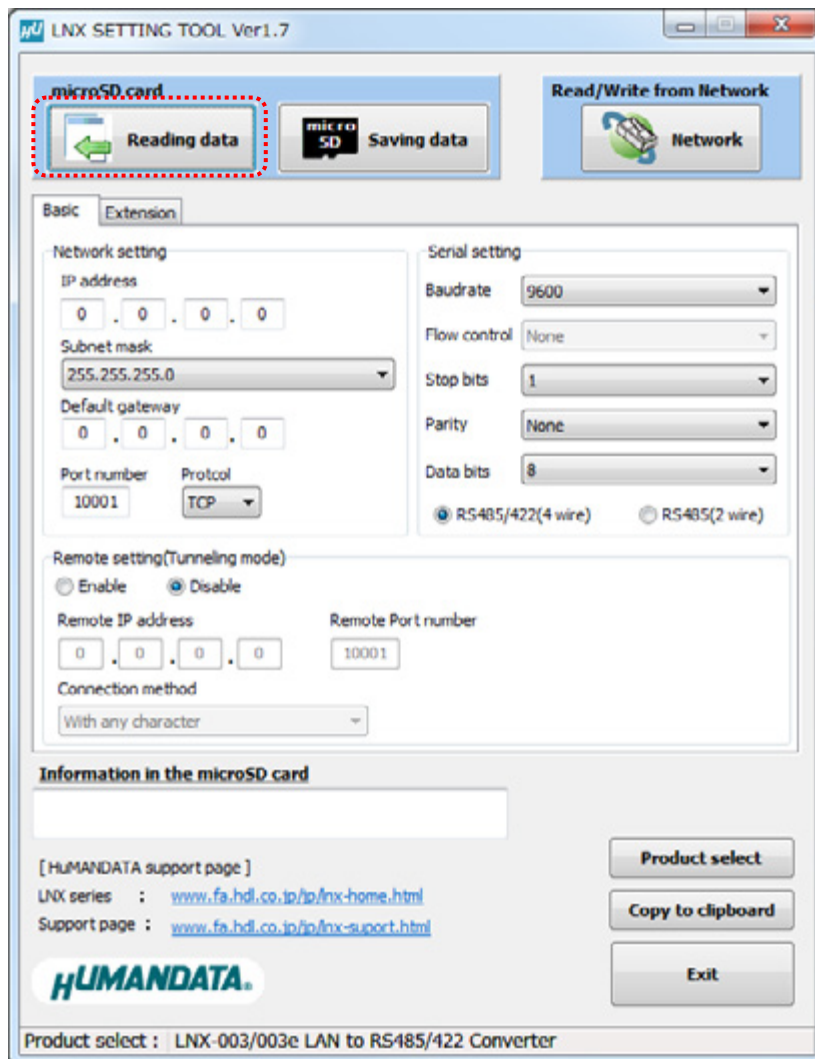 LNX SETTING TOOL Ver1.7
microSD card
Read/Write from Network
Reading data
micro
SD
Saving data
Network
Basic
Extension
Network setting
IP address
0 . 0 . 0 . 0
Subnet mask
255.255.255.0
Default gateway
0 . 0 . 0 . 0
Port number Protcol
10001 TCP
Serial setting
Baudrate 9600
Flow control None
Stop bits 1
Parity None
Data bits 8
RS485/422(4 wire) RS485(2 wire)
Remote setting(Tunneling mode)
Enable Disable
Remote IP address Remote Port number
0 . 0 . 0 . 0 10001
Connection method
With any character
Information in the microSD card
[ HuMANDATA support page ]
LNX series : www.fa.hdl.co.jp/jp/lnx-home.html
Support page : www.fa.hdl.co.jp/jp/lnx-suport.html
HUMANDATA®
Product select
Copy to clipboard
Exit
Product select : LNX-003/003e LAN to RS485/422 Converter